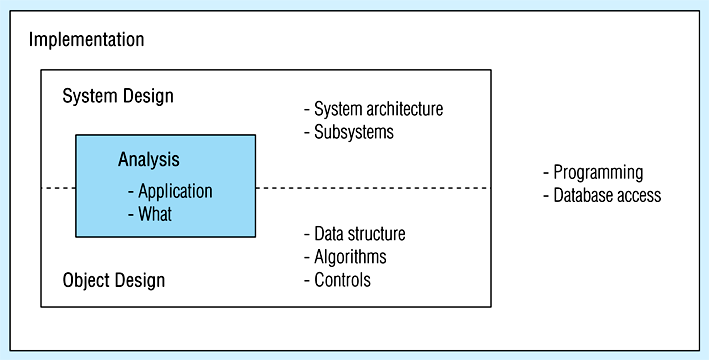 Implementation
System Design
- System architecture
- Subsystems
Analysis
- Application
- What
- Programming
- Database access
- Data structure
- Algorithms
- Controls
Object Design